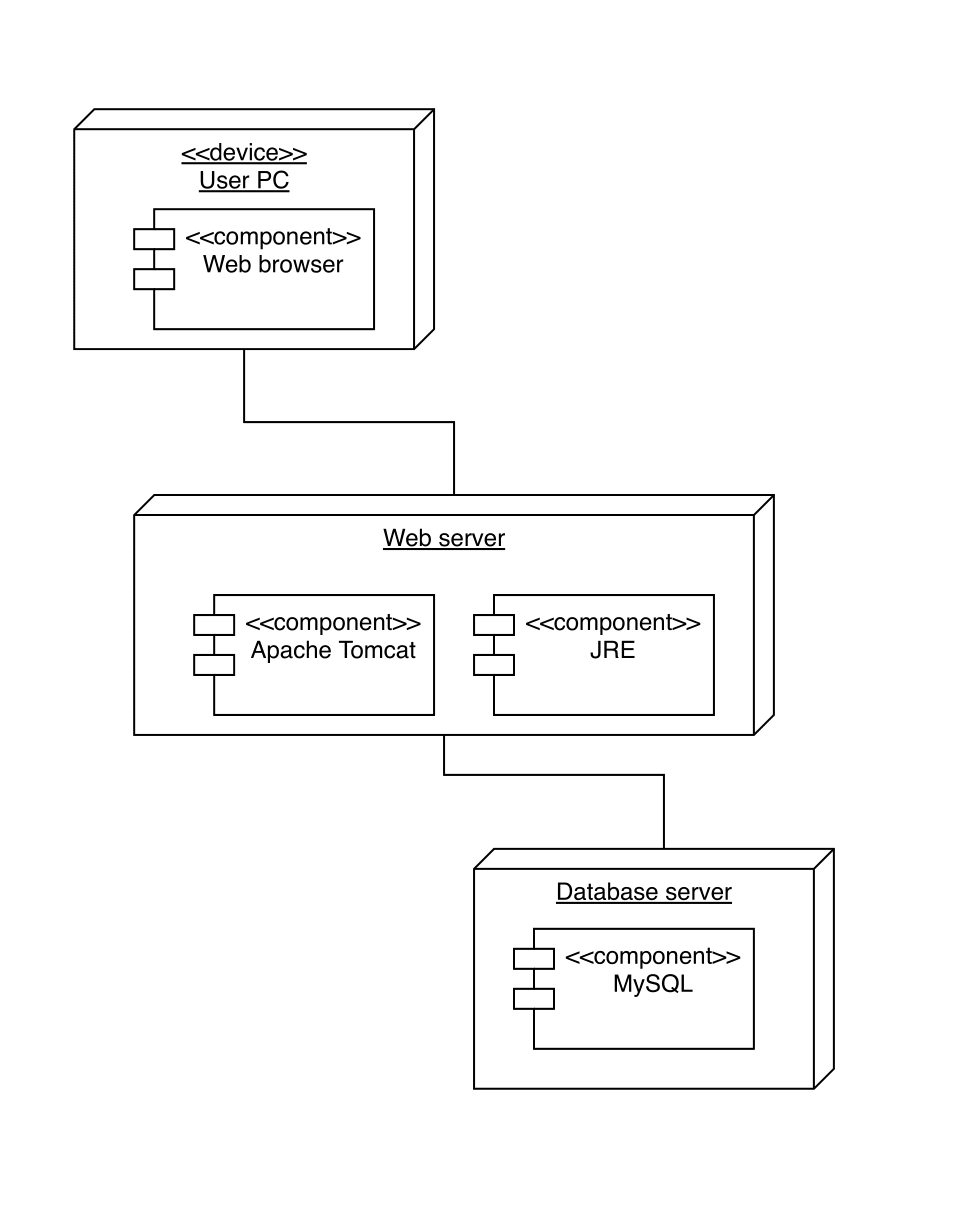 <<device>>
User PC
<<component>>
Web browser
Web server
<<component>>
Apache Tomcat
<<component>>
JRE
Database server
<<component>>
MySQL